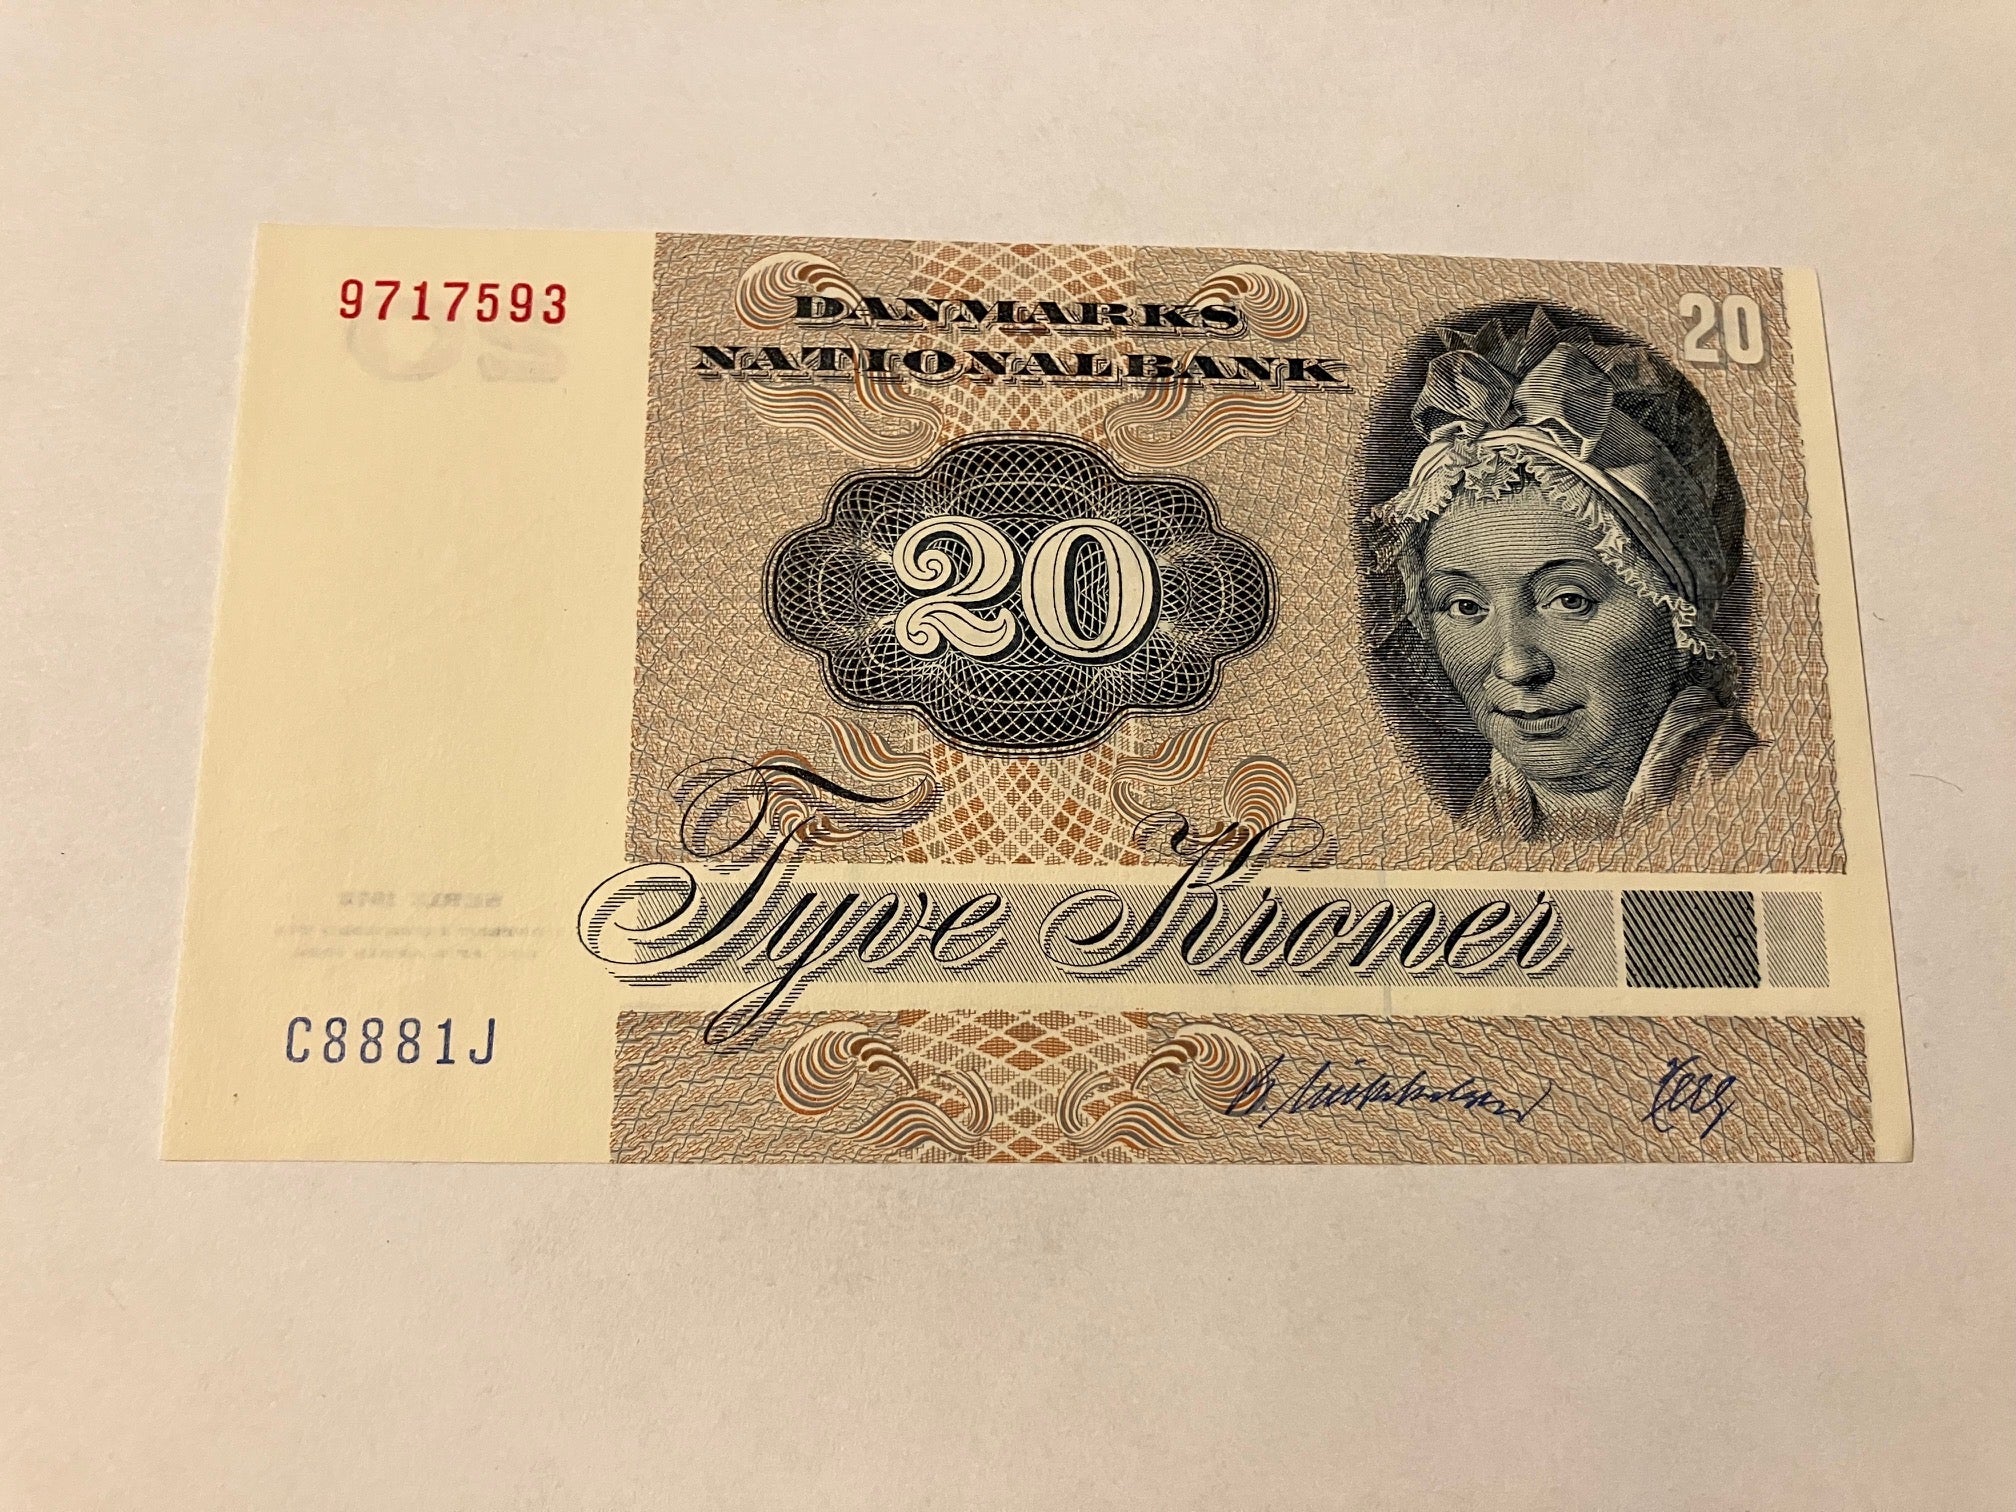 9717593
DANMARKS
NATIONALBANK
20
20
Tyve Kroner
C8881J